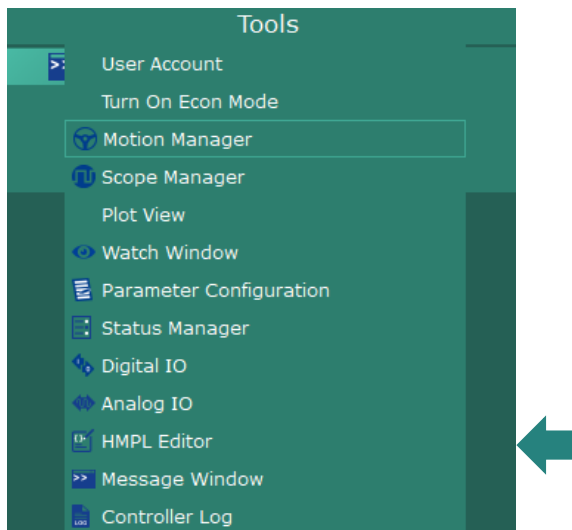 Tools
User Account
Turn On Econ Mode
Motion Manager
Scope Manager
Plot View
Watch Window
Parameter Configuration
Status Manager
Digital IO
Analog IO
HMPL Editor
>> Message Window
LOG Controller Log